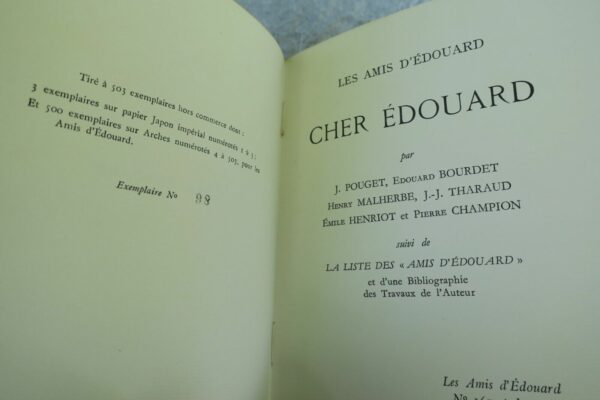 Tiré à 503 exemplaires hors commerce dont :
3 exemplaires sur papier Japon impérial numérotés 1 à 3 ;
Et 500 exemplaires sur Arches numérotés 4 à 503, pour les
Amis d'Édouard.
Exemplaire No 98
LES AMIS D'ÉDOUARD
CHER ÉDOUARD
par
J. POUGET, EDOUARD BOURDET
HENRY MALHERBE, J.-J. THARAUD
ÉMILE HENRIOT et PIERRE CHAMPION
suivi de
LA LISTE DES « AMIS D'ÉDOUARD »
et d'une Bibliographie
des Travaux de l'Auteur
Les Amis d'Édouard